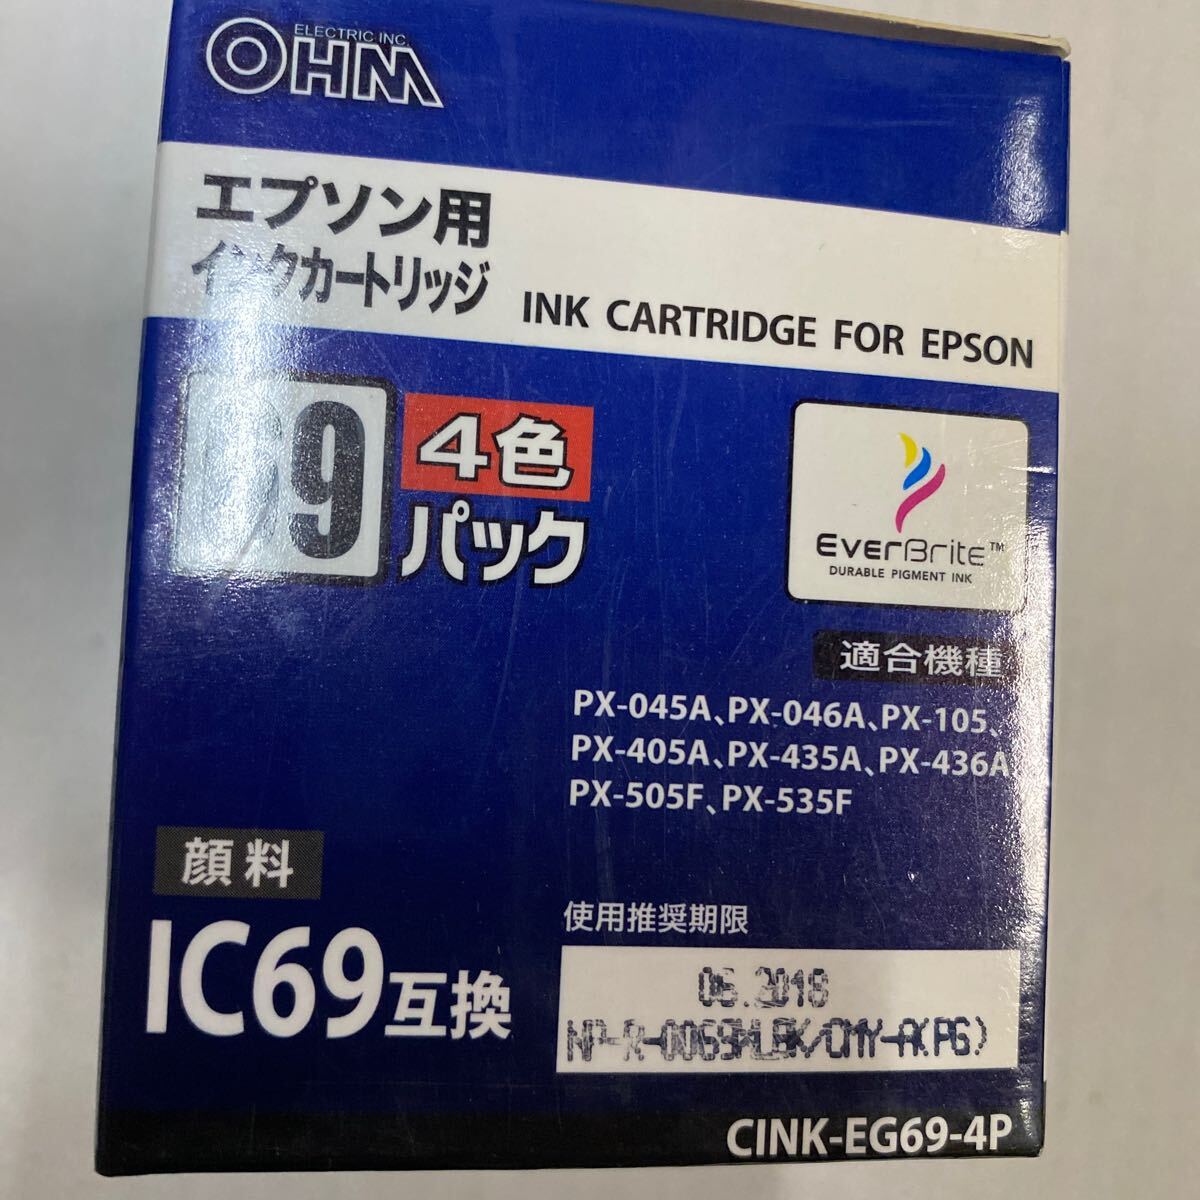 ELECTRIC INC.
OHM
エプソン用
インクカートリッジ
INK CARTRIDGE FOR EPSON
69
4色
パック
EverBrite™
DURABLE PIGMENT INK
適合機種
PX-045A、PX-046A、PX-105、
PX-405A、PX-435A、PX-436A
PX-505F、PX-535F
顔料
IC69互換
使用推奨期限
06.2018
CINK-EG69-4P